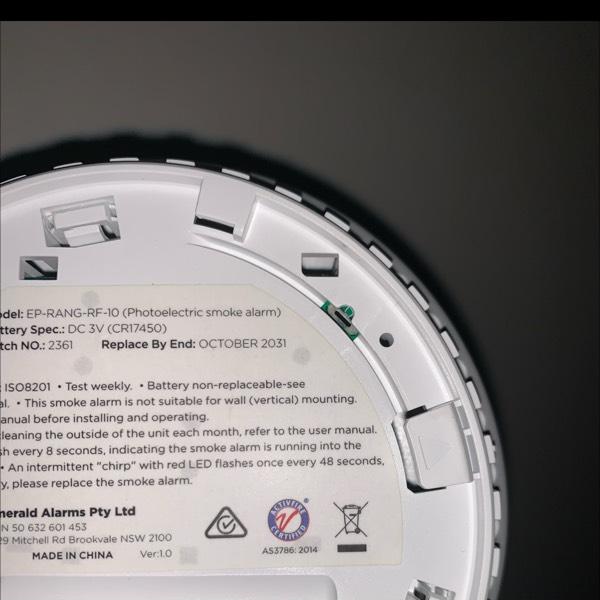 odel: EP-RANG-RF-10 (Photoelectric smoke alarm)
ttery Spec.: DC 3V (CR17450)
tch NO.: 2361 Replace By End: OCTOBER 2031
: ISO8201 • Test weekly. • Battery non-replaceable-see
al. • This smoke alarm is not suitable for wall (vertical) mounting.
anual before installing and operating.
cleaning the outside of the unit each month, refer to the user manual.
sh every 8 seconds, indicating the smoke alarm is running into the
• An intermittent "chirp" with red LED flashes once every 48 seconds,
y, please replace the smoke alarm.
nerald Alarms Pty Ltd
N 50 632 601 453
29 Mitchell Rd Brookvale NSW 2100
MADE IN CHINA Ver:1.0
ACTIVFIRE
CERTIFIED
AS3786: 2014